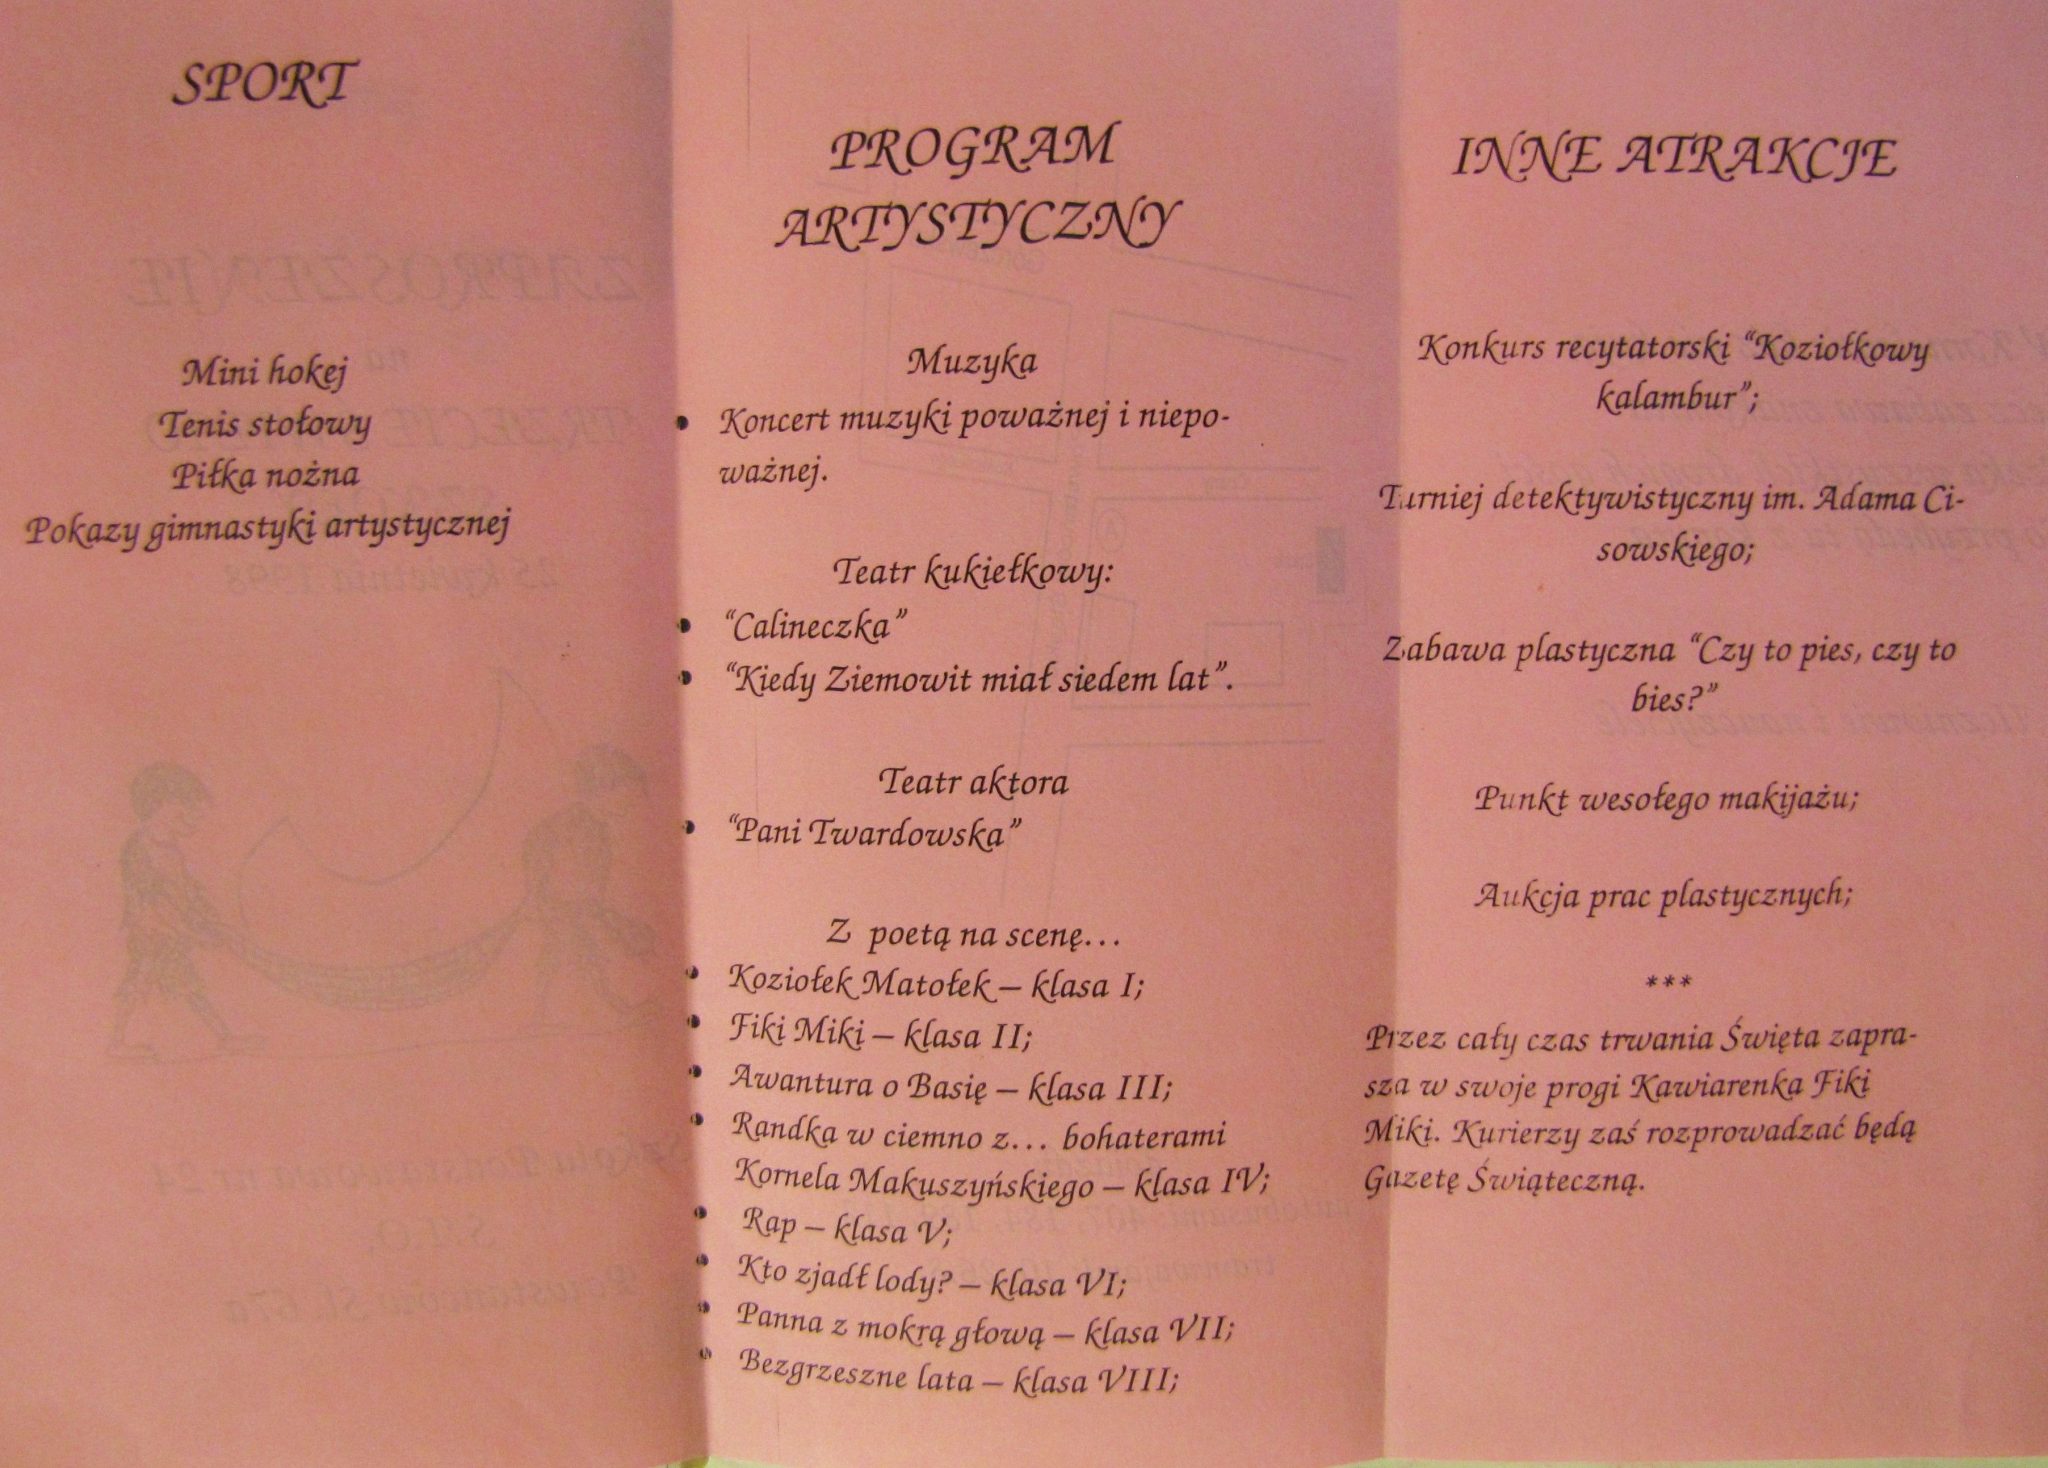 SPORT
Mini hokej
Tenis stołowy
Piłka nożna
Pokazy gimnastyki artystycznej
PROGRAM
ARTYSTYCZNY
Muzyka
• Koncert muzyki poważnej i niepo-
ważnej.
Teatr kukiełkowy:
• “Calineczka”
• “Kiedy Ziemowit miał siedem lat”.
Teatr aktora
• “Pani Twardowska”
Z poetą na scenę…
• Koziołek Matołek – klasa I;
• Fiki Miki – klasa II;
• Awantura o Basię – klasa III;
• Randka w ciemno z… bohaterami
Kornela Makuszyńskiego – klasa IV;
• Rap – klasa V;
• Kto zjadł lody? – klasa VI;
• Panna z mokrą głową – klasa VII;
• Bezgrzeszne lata – klasa VIII;
INNE ATRAKCJE
Konkurs recytatorski “Koziołkowy
kalambur”;
Turniej detektywistyczny im. Adama Ci-
sowskiego;
Zabawa plastyczna “Czy to pies, czy to
bies?”
Punkt wesołego makijażu;
Aukcja prac plastycznych;
***
Przez cały czas trwania Święta zapra-
sza w swoje progi Kawiarenka Fiki
Miki. Kurierzy zaś rozprowadzać będą
Gazetę Świąteczną.